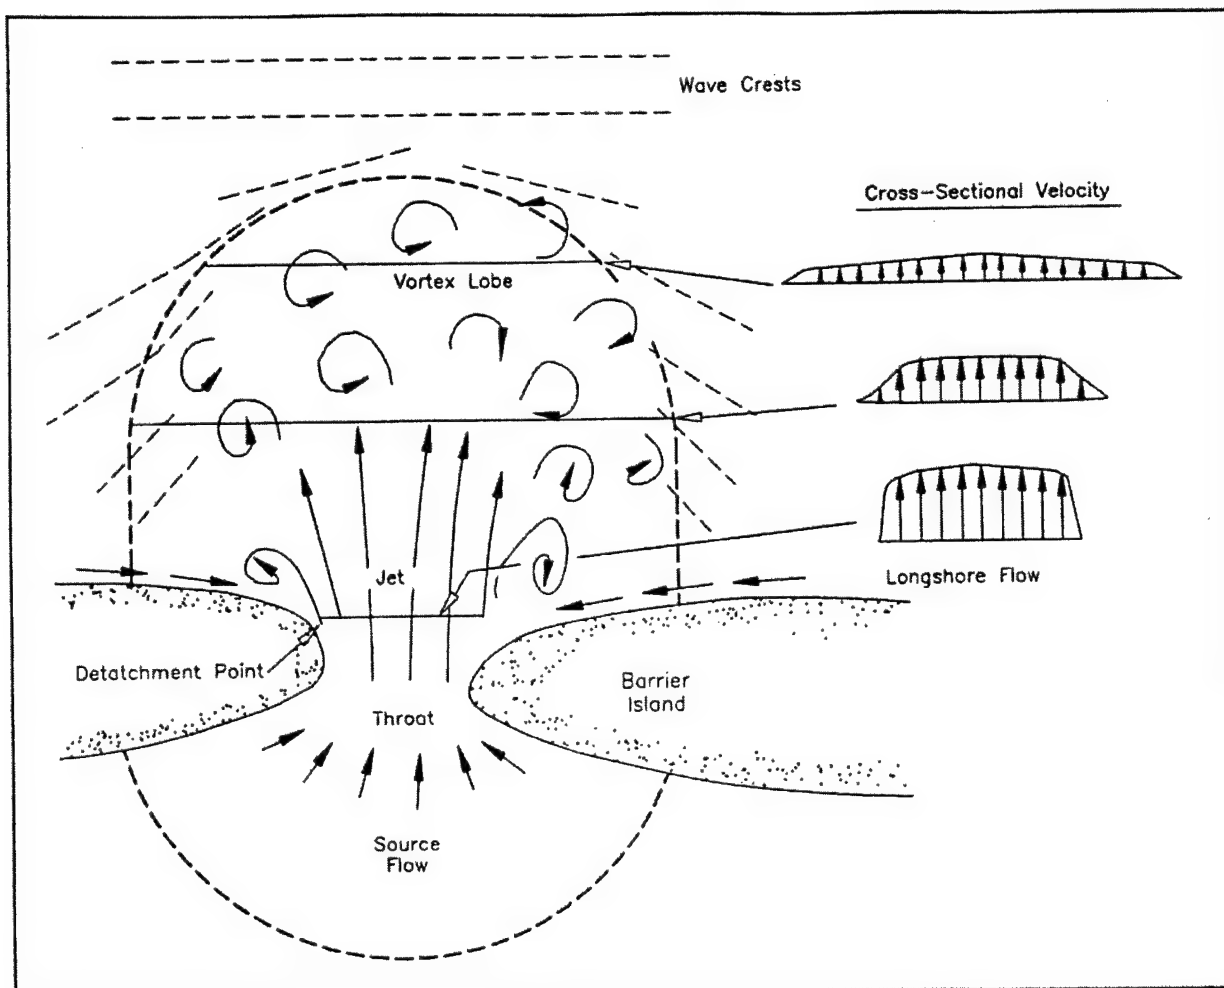 Wave Crests
Cross-Sectional Velocity
Vortex Lobe
Jet
Longshore Flow
Detatchment Point
Barrier
Island
Throat
Source
Flow